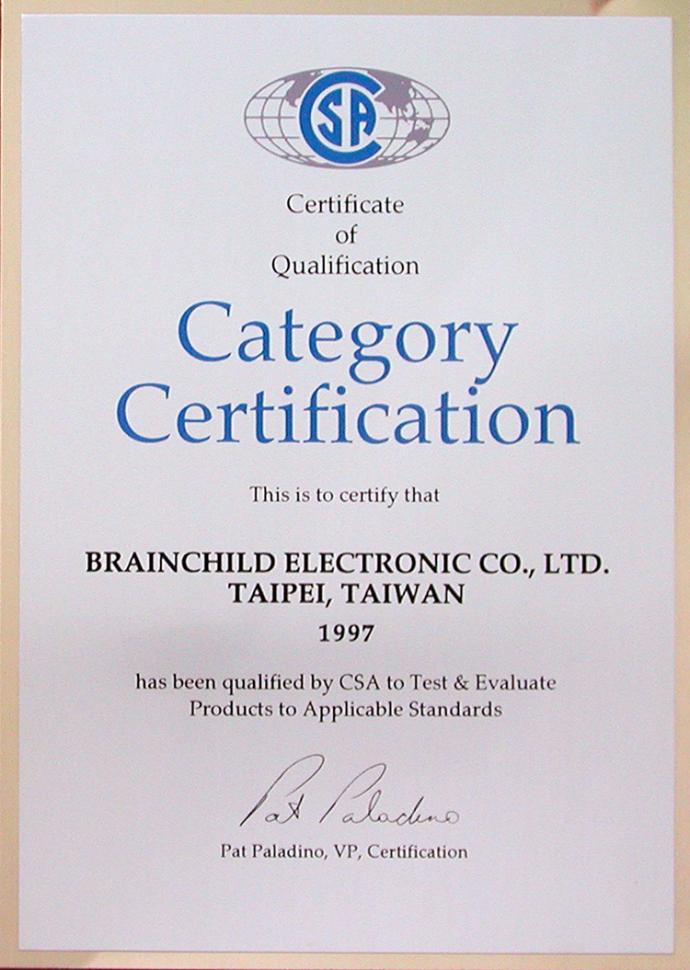 CSA
Certificate
of
Qualification
Category
Certification
This is to certify that
BRAINCHILD ELECTRONIC CO., LTD.
TAIPEI, TAIWAN
1997
has been qualified by CSA to Test & Evaluate
Products to Applicable Standards
Pat Paladino
Pat Paladino, VP, Certification